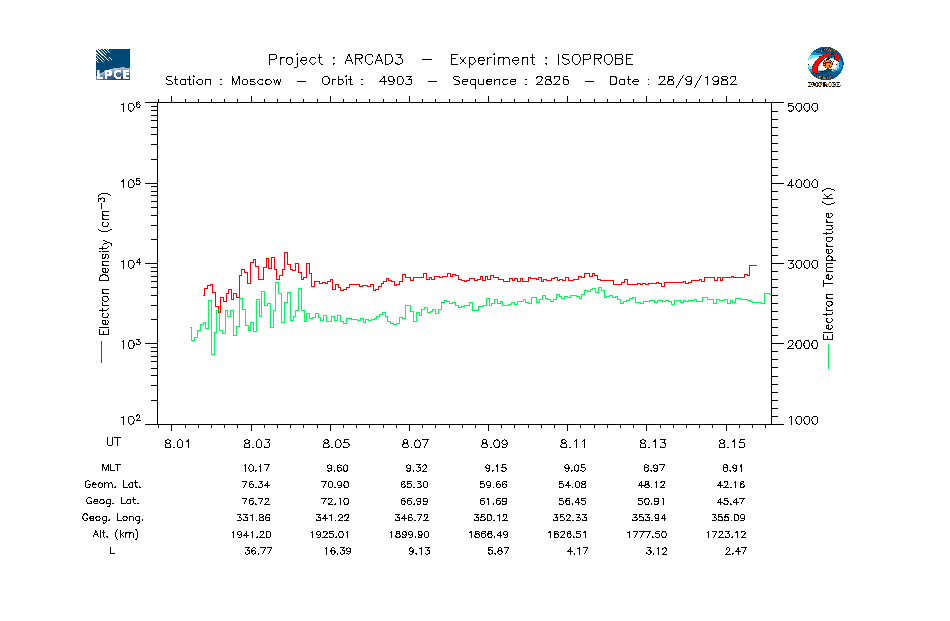 LPCE
Project : ARCAD3 — Experiment : ISOPROBE
ISOPROBE
Station : Moscow — Orbit : 4903 — Sequence : 2826 — Date : 28/9/1982
10^6
10^5
10^4
10^3
10^2
Electron Density (cm^-3)
5000
4000
3000
2000
1000
Electron Temperature (K)
UT 8.01 8.03 8.05 8.07 8.09 8.11 8.13 8.15
MLT 10.17 9.60 9.32 9.15 9.05 8.97 8.91
Geom. Lat. 76.34 70.90 65.30 59.66 54.08 48.12 42.16
Geog. Lat. 76.72 72.10 66.99 61.69 56.45 50.91 45.47
Geog. Long. 331.86 341.22 346.72 350.12 352.33 353.94 355.09
Alt. (km) 1941.20 1925.01 1899.90 1866.49 1826.51 1777.50 1723.12
L 36.77 16.39 9.13 5.87 4.17 3.12 2.47